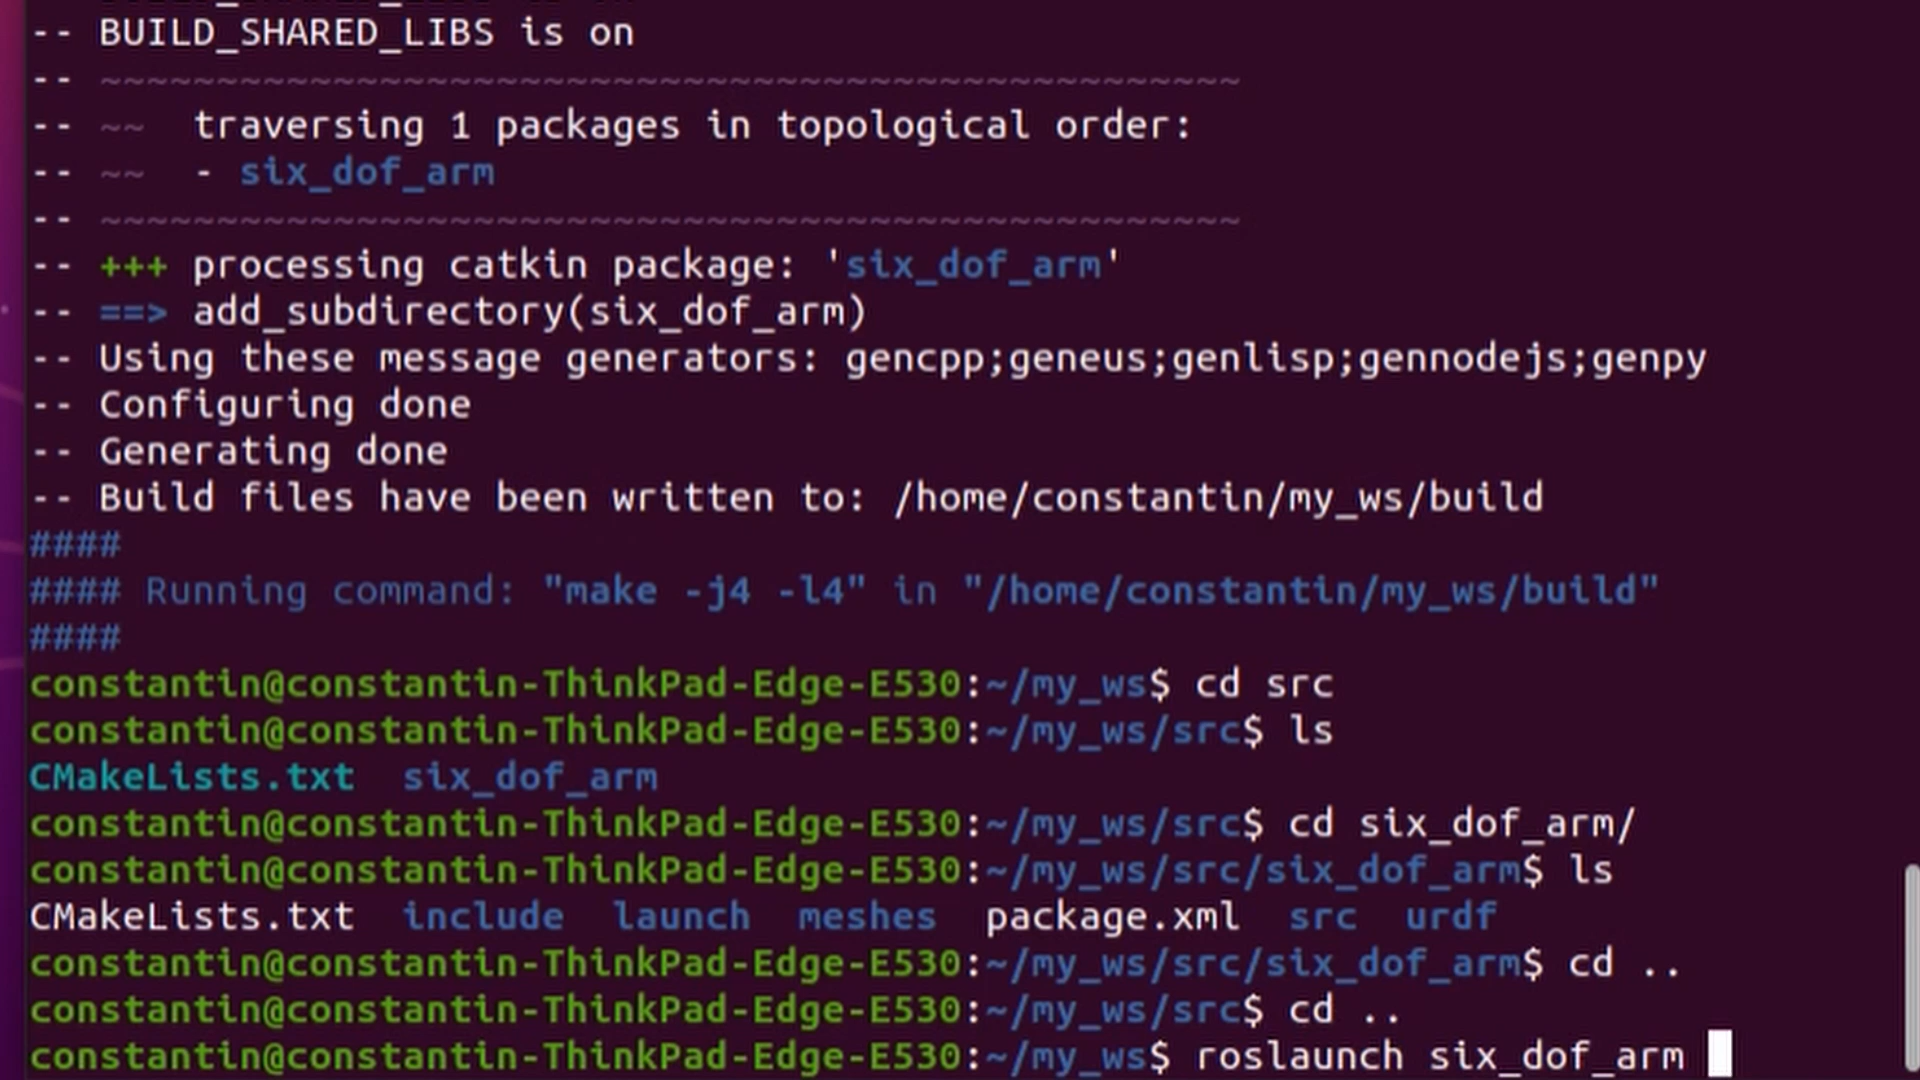 -- BUILD_SHARED_LIBS is on
-- ~~~~~~~~~~~~~~~~~~~~~~~~~~~~~~~~~~~~~~~~~~~~~~~~~
-- ~~  traversing 1 packages in topological order:
-- ~~  - six_dof_arm
-- ~~~~~~~~~~~~~~~~~~~~~~~~~~~~~~~~~~~~~~~~~~~~~~~~~
-- +++ processing catkin package: 'six_dof_arm'
-- ==> add_subdirectory(six_dof_arm)
-- Using these message generators: gencpp;geneus;genlisp;gennodejs;genpy
-- Configuring done
-- Generating done
-- Build files have been written to: /home/constantin/my_ws/build
####
#### Running command: "make -j4 -l4" in "/home/constantin/my_ws/build"
####
constantin@constantin-ThinkPad-Edge-E530:~/my_ws$ cd src
constantin@constantin-ThinkPad-Edge-E530:~/my_ws/src$ ls
CMakeLists.txt  six_dof_arm
constantin@constantin-ThinkPad-Edge-E530:~/my_ws/src$ cd six_dof_arm/
constantin@constantin-ThinkPad-Edge-E530:~/my_ws/src/six_dof_arm$ ls
CMakeLists.txt  include  launch  meshes  package.xml  src  urdf
constantin@constantin-ThinkPad-Edge-E530:~/my_ws/src/six_dof_arm$ cd ..
constantin@constantin-ThinkPad-Edge-E530:~/my_ws/src$ cd ..
constantin@constantin-ThinkPad-Edge-E530:~/my_ws$ roslaunch six_dof_arm